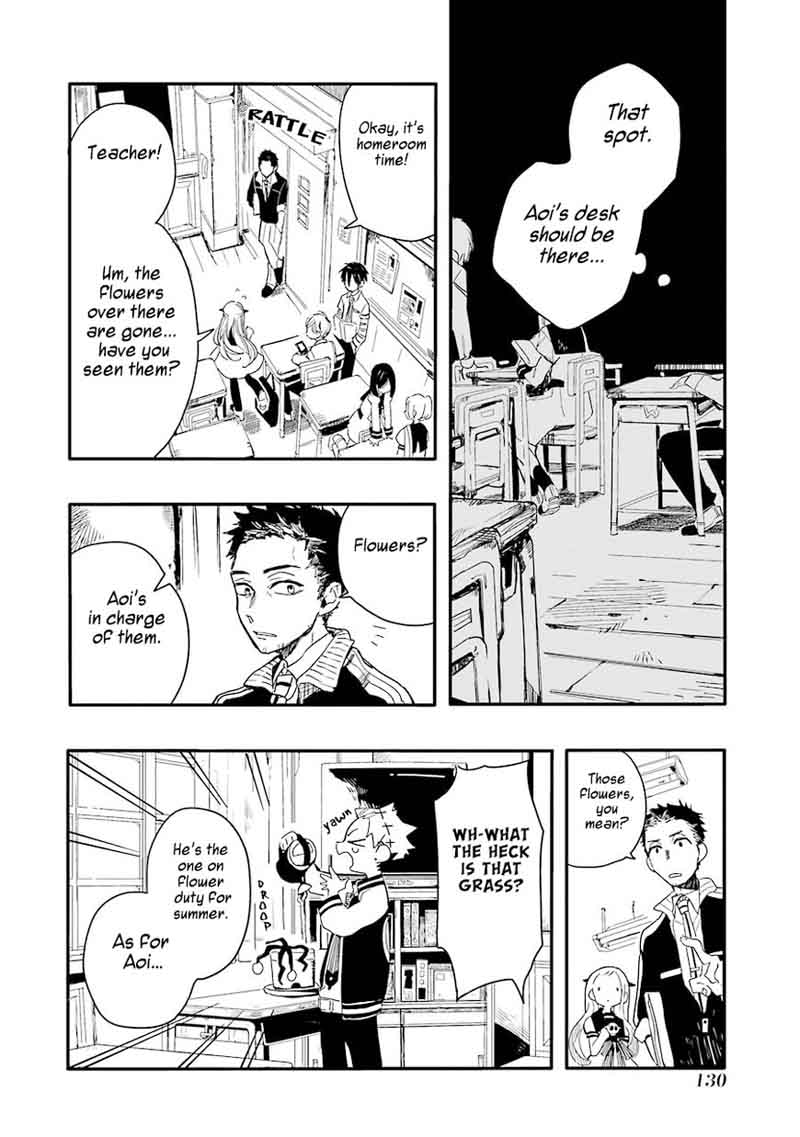 That
spot.
Aoi's desk
should be
there...
Okay, it's
homeroom
time!
RATTLE
Teacher!
Um, the
flowers
over there
are gone...
have you
seen them?
Flowers?
Aoi's
in charge
of them.
Those
flowers,
you
mean?
WH-WHAT
THE HECK
IS THAT
GRASS?
yawn
DROOP
He's the
one on
flower
duty for
summer.
As for
Aoi...
130